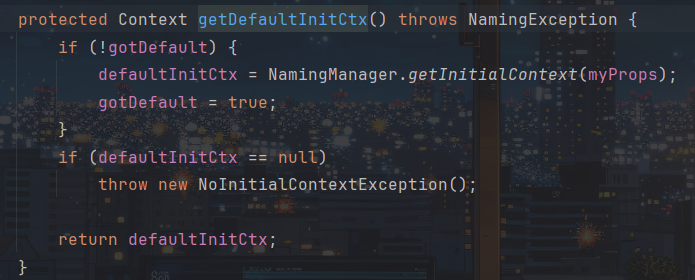 protected Context getDefaultInitCtx() throws NamingException {
    if (!gotDefault) {
        defaultInitCtx = NamingManager.getInitialContext(myProps);
        gotDefault = true;
    }
    if (defaultInitCtx == null)
        throw new NoInitialContextException();
    return defaultInitCtx;
}